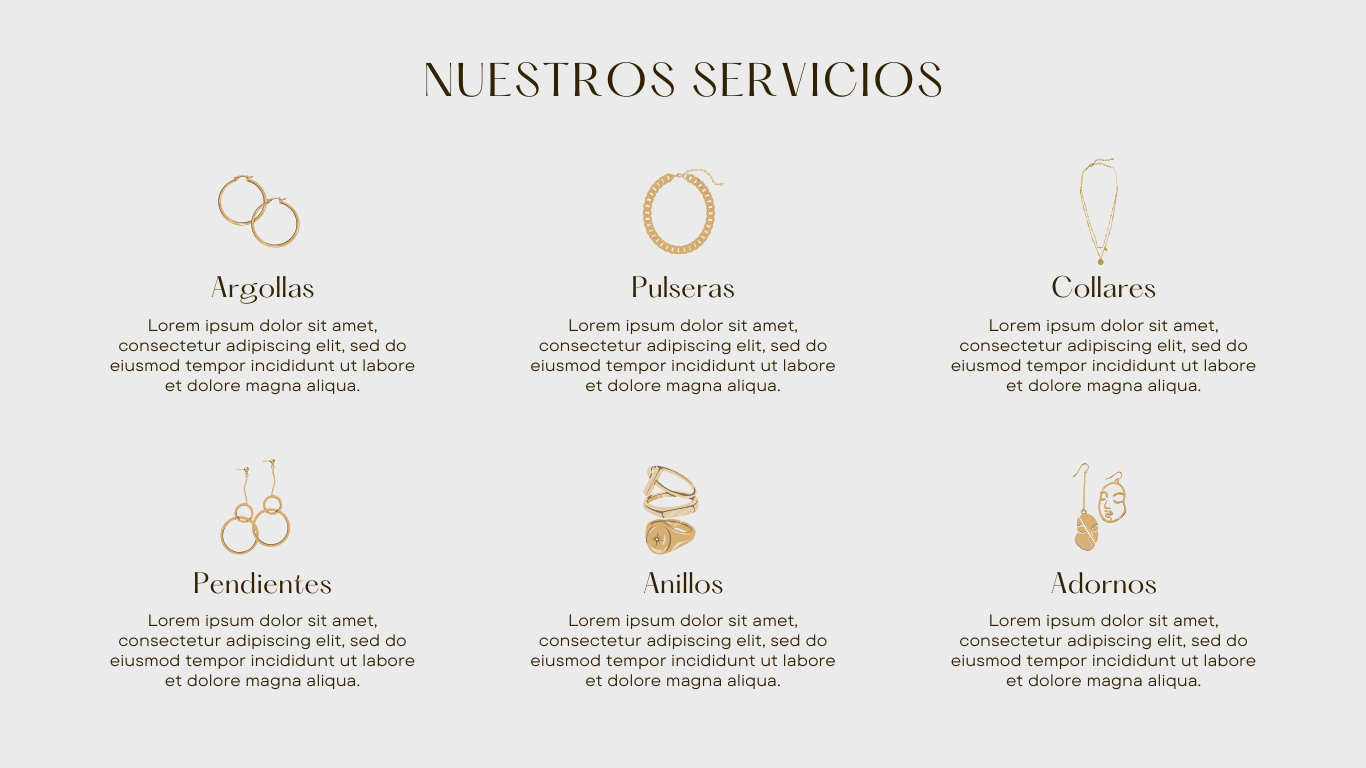 NUESTROS SERVICIOS
Argollas
Lorem ipsum dolor sit amet,
consectetur adipiscing elit, sed do
eiusmod tempor incididunt ut labore
et dolore magna aliqua.
Pulseras
Lorem ipsum dolor sit amet,
consectetur adipiscing elit, sed do
eiusmod tempor incididunt ut labore
et dolore magna aliqua.
Collares
Lorem ipsum dolor sit amet,
consectetur adipiscing elit, sed do
eiusmod tempor incididunt ut labore
et dolore magna aliqua.
Pendientes
Lorem ipsum dolor sit amet,
consectetur adipiscing elit, sed do
eiusmod tempor incididunt ut labore
et dolore magna aliqua.
Anillos
Lorem ipsum dolor sit amet,
consectetur adipiscing elit, sed do
eiusmod tempor incididunt ut labore
et dolore magna aliqua.
Adornos
Lorem ipsum dolor sit amet,
consectetur adipiscing elit, sed do
eiusmod tempor incididunt ut labore
et dolore magna aliqua.